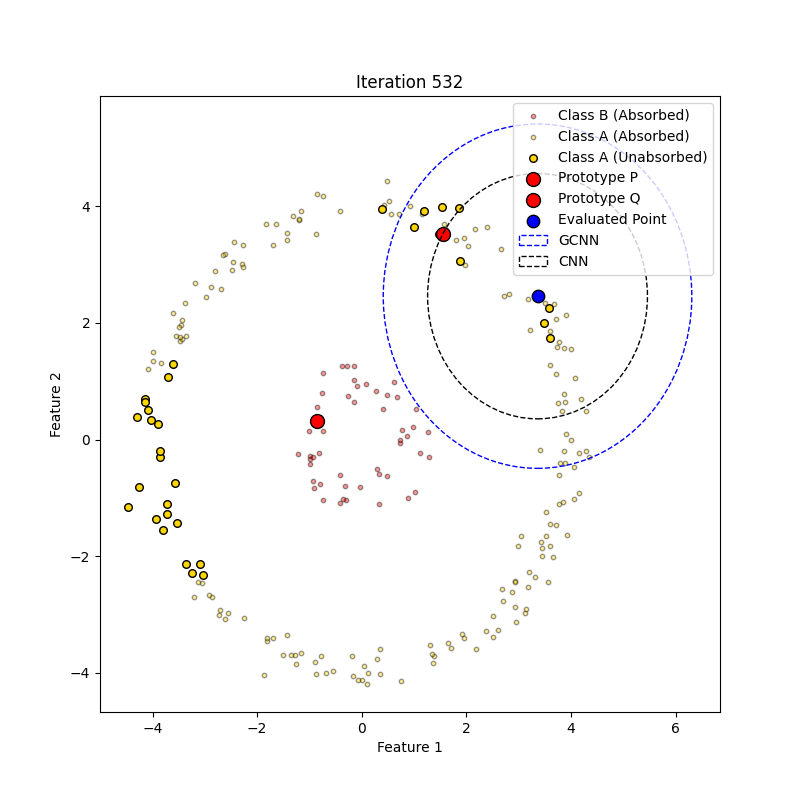 Iteration 532
Class B (Absorbed)
Class A (Absorbed)
Class A (Unabsorbed)
Prototype P
Prototype Q
Evaluated Point
GCNN
CNN
4
2
0
−2
−4
Feature 2
−4
−2
0
2
4
6
Feature 1